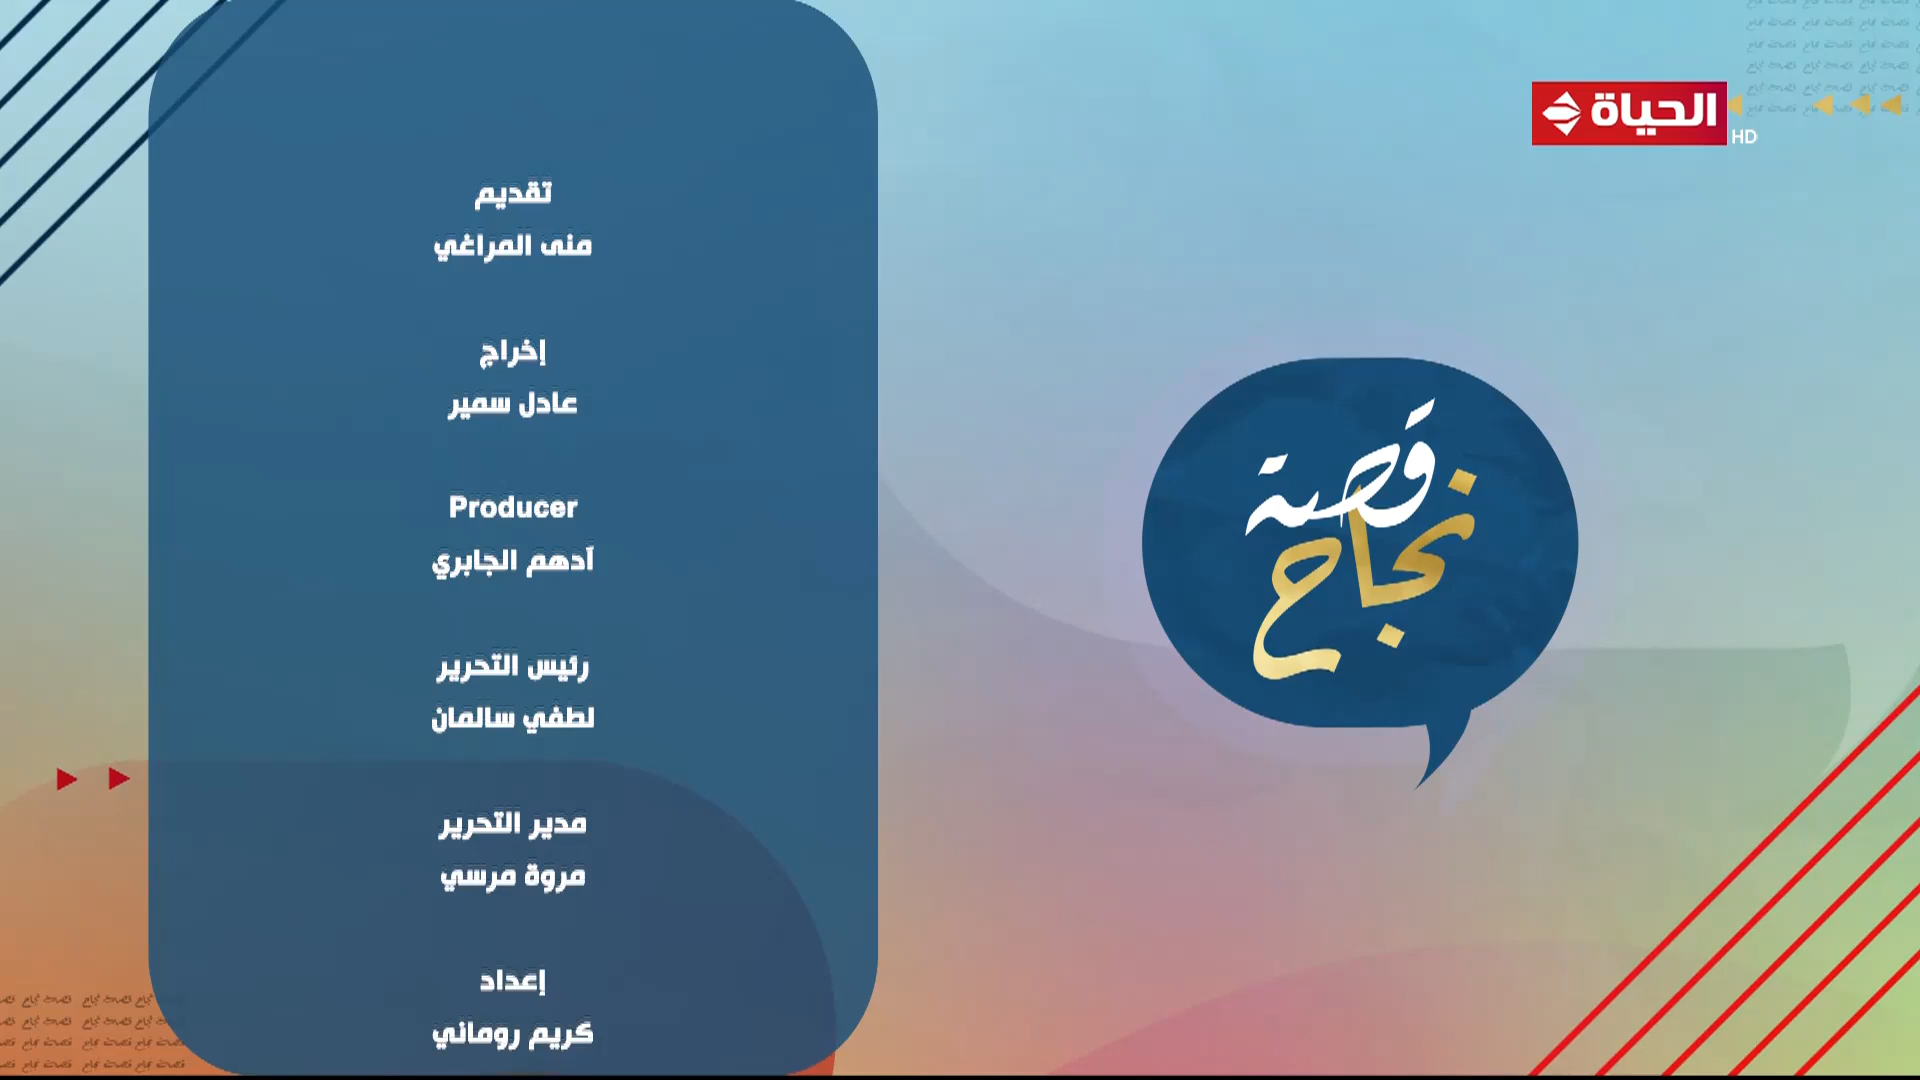 الحياة
HD
تقديم
منى المراغي
إخراج
عادل سمير
Producer
آدهم الجابري
رئيس التحرير
لطفي سالمان
مدير التحرير
مروة مرسي
إعداد
كريم روماني
قصة
نجاح